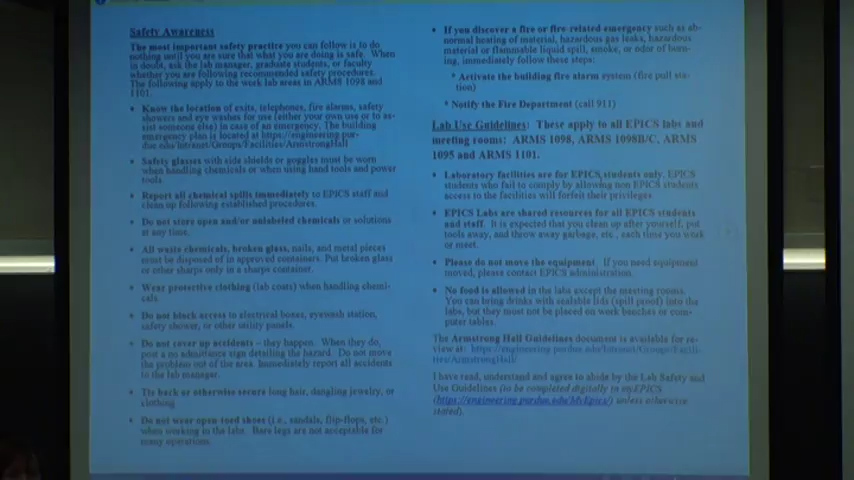 Safety Awareness
The most important safety practice you can follow is to do
nothing until you are sure that what you are doing is safe. When
in doubt, ask the lab manager, graduate students, or faculty
whether you are following recommended safety procedures.
The following apply to the work lab areas in ARMS 1098 and
1101.
• Know the location of exits, telephones, fire alarms, safety
showers and eye washes for use (either your own use or to as-
sist someone else) in case of an emergency. The building
emergency plan is located at https://engineering.pur-
due.edu/Intranet/Groups/Facilities/ArmstrongHall
• Safety glasses with side shields or goggles must be worn
when handling chemicals or when using hand tools and power
tools.
• Report all chemical spills immediately to EPICS staff and
clean up following established procedures.
• Do not store open and/or unlabeled chemicals or solutions
at any time.
• All waste chemicals, broken glass, nails, and metal pieces
must be disposed of in approved containers. Put broken glass
or other sharps only in a sharps container.
• Wear protective clothing (lab coats) when handling chemi-
cals.
• Do not block access to electrical boxes, eyewash station,
safety shower, or other utility panels.
• Do not cover up accidents – they happen. When they do,
post a no admittance sign detailing the hazard. Do not move
the problem out of the area. Immediately report all accidents
to the lab manager.
• Tie back or otherwise secure long hair, dangling jewelry, or
clothing.
• Do not wear open-toed shoes (i.e., sandals, flip-flops, etc.)
when working in the labs. Bare legs are not acceptable for
many operations.
• If you discover a fire or fire-related emergency such as ab-
normal heating of material, hazardous gas leaks, hazardous
material or flammable liquid spill, smoke, or odor of burn-
ing, immediately follow these steps:
* Activate the building fire alarm system (fire pull sta-
tion)
* Notify the Fire Department (call 911)
Lab Use Guidelines: These apply to all EPICS labs and
meeting rooms: ARMS 1098, ARMS 1098B/C, ARMS
1095 and ARMS 1101.
• Laboratory facilities are for EPICS students only. EPICS
students who fail to comply by allowing non EPICS students
access to the facilities will forfeit their privileges
• EPICS Labs are shared resources for all EPICS students
and staff. It is expected that you clean up after yourself, put
tools away, and throw away garbage, etc., each time you work
or meet.
• Please do not move the equipment. If you need equipment
moved, please contact EPICS administration.
• No food is allowed in the labs except the meeting rooms.
You can bring drinks with sealable lids (spill proof) into the
labs, but they must not be placed on work benches or com-
puter tables.
The Armstrong Hall Guidelines document is available for re-
view at: https://engineering.purdue.edu/Intranet/Groups/Facili-
ties/ArmstrongHall/
I have read, understand and agree to abide by the Lab Safety and
Use Guidelines (to be completed digitally in myEPICS
(https://engineering.purdue.edu/MyEpics/) unless otherwise
stated).